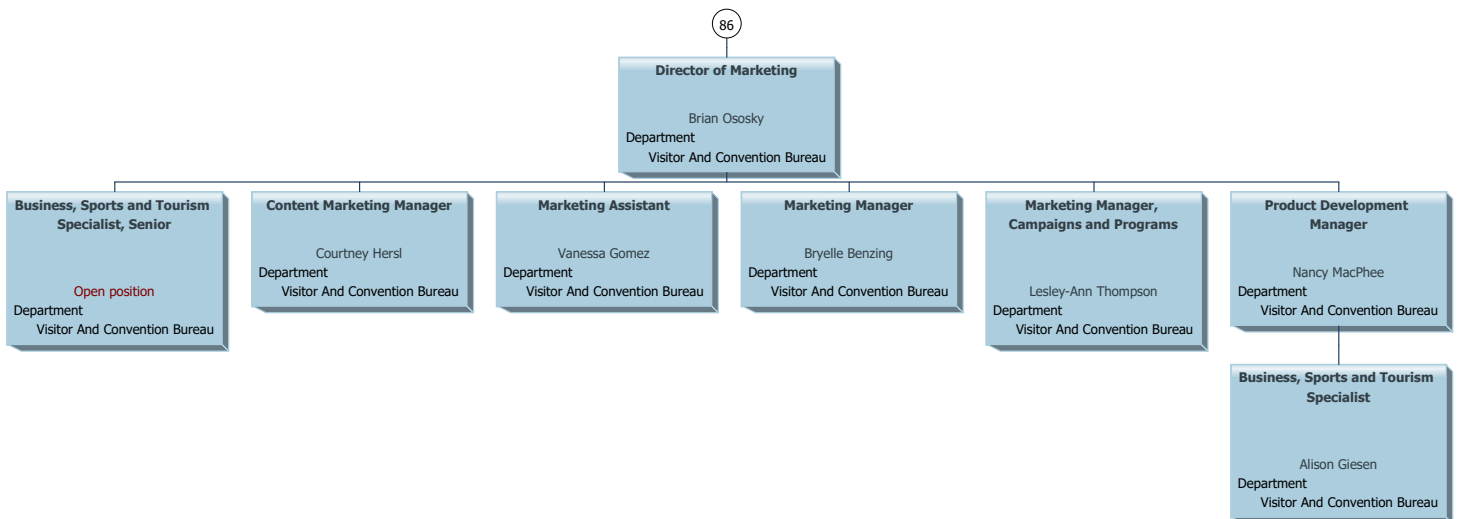 86
Director of Marketing
Brian Ososky
Department
Visitor And Convention Bureau
Business, Sports and Tourism
Specialist, Senior
Open position
Department
Visitor And Convention Bureau
Content Marketing Manager
Courtney Hersl
Department
Visitor And Convention Bureau
Marketing Assistant
Vanessa Gomez
Department
Visitor And Convention Bureau
Marketing Manager
Bryelle Benzing
Department
Visitor And Convention Bureau
Marketing Manager,
Campaigns and Programs
Lesley-Ann Thompson
Department
Visitor And Convention Bureau
Product Development
Manager
Nancy MacPhee
Department
Visitor And Convention Bureau
Business, Sports and Tourism
Specialist
Alison Giesen
Department
Visitor And Convention Bureau